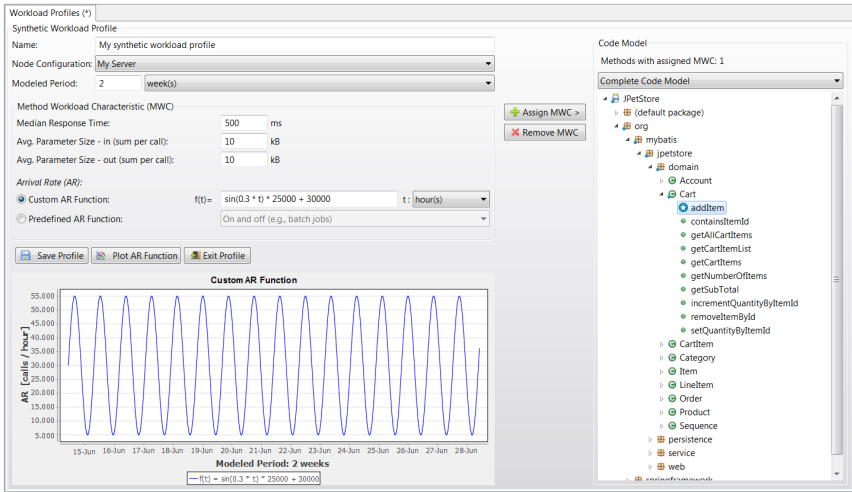 Workload Profiles (*)
Synthetic Workload Profile
Name: My synthetic workload profile
Node Configuration: My Server
Modeled Period: 2 week(s)
Method Workload Characteristic (MWC)
Median Response Time: 500 ms
Avg. Parameter Size - in (sum per call): 10 kB
Avg. Parameter Size - out (sum per call): 10 kB
Arrival Rate (AR):
Custom AR Function: f(t)= sin(0.3 * t) * 25000 + 30000 t: hour(s)
Predefined AR Function: On and off (e.g., batch jobs)
Save Profile Plot AR Function Exit Profile
Custom AR Function
AR [calls / hour]
55.000
50.000
45.000
40.000
35.000
30.000
25.000
20.000
15.000
10.000
5.000
15-Jun 16-Jun 17-Jun 18-Jun 19-Jun 20-Jun 21-Jun 22-Jun 23-Jun 24-Jun 25-Jun 26-Jun 27-Jun 28-Jun
Modeled Period: 2 weeks
f(t) = sin(0.3 * t) * 25000 + 30000
Assign MWC >
Remove MWC
Code Model
Methods with assigned MWC: 1
Complete Code Model
JPetStore
(default package)
org
mybatis
jpetstore
domain
Account
Cart
addItem
containsItemId
getAllCartItems
getCartItemList
getCartItems
getNumberOfItems
getSubTotal
incrementQuantityByItemId
removeItemById
setQuantityByItemId
CartItem
Category
Item
LineItem
Order
Product
Sequence
persistence
service
web
springframework